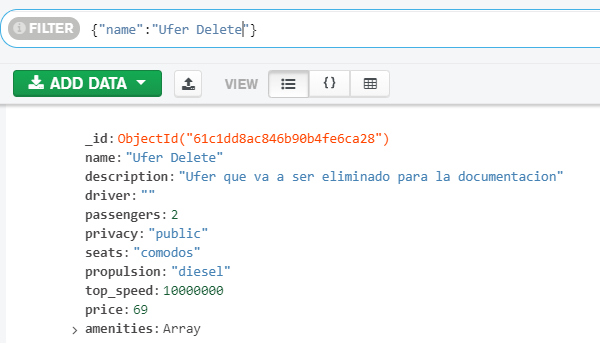 FILTER {"name":"Ufer Delete"}
ADD DATA VIEW {}
_id: ObjectId("61c1dd8ac846b90b4fe6ca28")
name: "Ufer Delete"
description: "Ufer que va a ser eliminado para la documentacion"
driver: ""
passengers: 2
privacy: "public"
seats: "comodos"
propulsion: "diesel"
top_speed: 10000000
price: 69
> amenities: Array